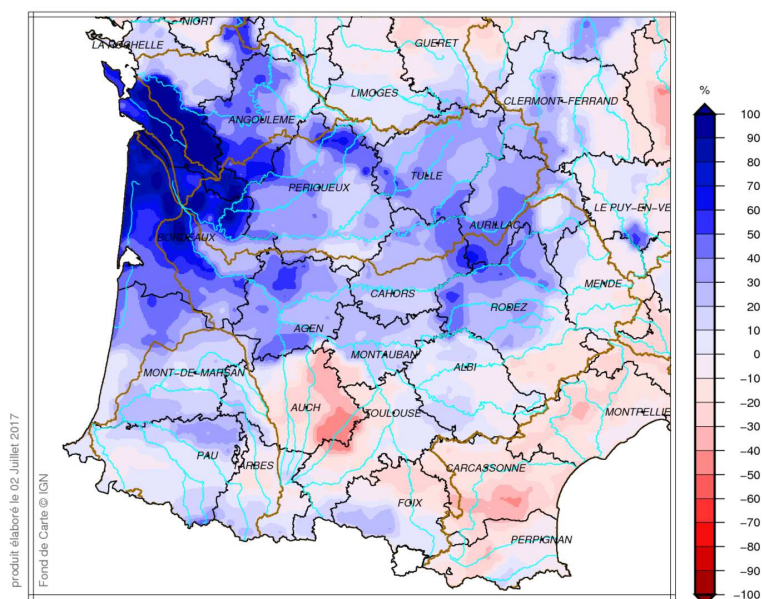 NIORT
LA ROCHELLE
GUERET
%
LIMOGES
CLERMONT-FERRAND
ANGOULEME
100
90
80
70
60
50
40
30
20
10
0
-10
-20
-30
-40
-50
-60
-70
-80
-90
-100
TULLE
PERIGUEUX
LE PUY-EN-VE
AURILLAC
BORDEAUX
MENDE
CAHORS
RODEZ
AGEN
MONTAUBAN
ALBI
MONT-DE-MARSAN
AUCH
TOULOUSE
MONTPELLIE
PAU
TARBES
CARCASSONNE
FOIX
PERPIGNAN
produit élaboré le 02 Juillet 2017
Fond de Carte © IGN